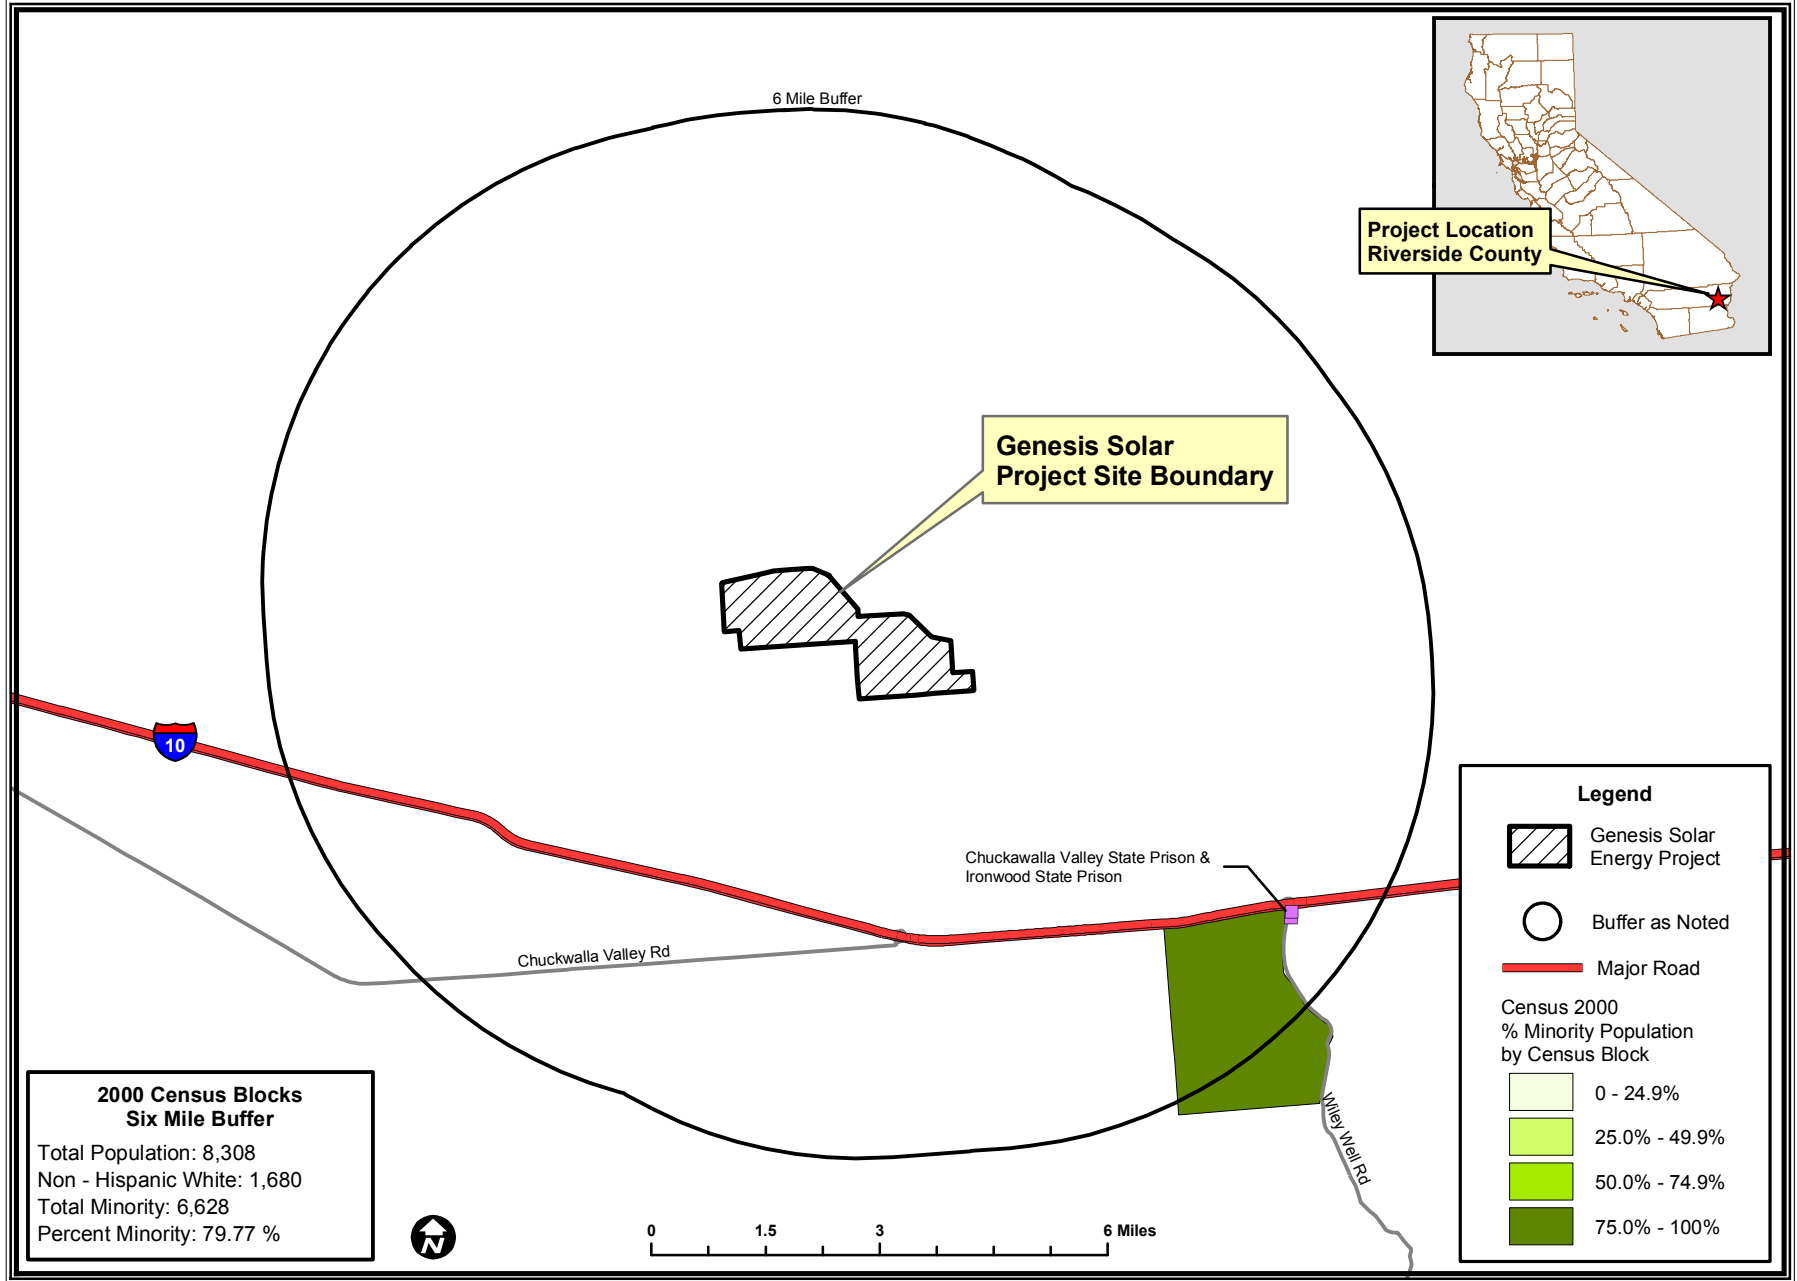 6 Mile Buffer
Project Location
Riverside County
Genesis Solar
Project Site Boundary
10
Chuckawalla Valley State Prison &
Ironwood State Prison
Chuckwalla Valley Rd
Wiley Well Rd
Legend
Genesis Solar
Energy Project
Buffer as Noted
Major Road
Census 2000
% Minority Population
by Census Block
0 - 24.9%
25.0% - 49.9%
50.0% - 74.9%
75.0% - 100%
2000 Census Blocks
Six Mile Buffer
Total Population: 8,308
Non - Hispanic White: 1,680
Total Minority: 6,628
Percent Minority: 79.77 %
N
0 1.5 3 6 Miles